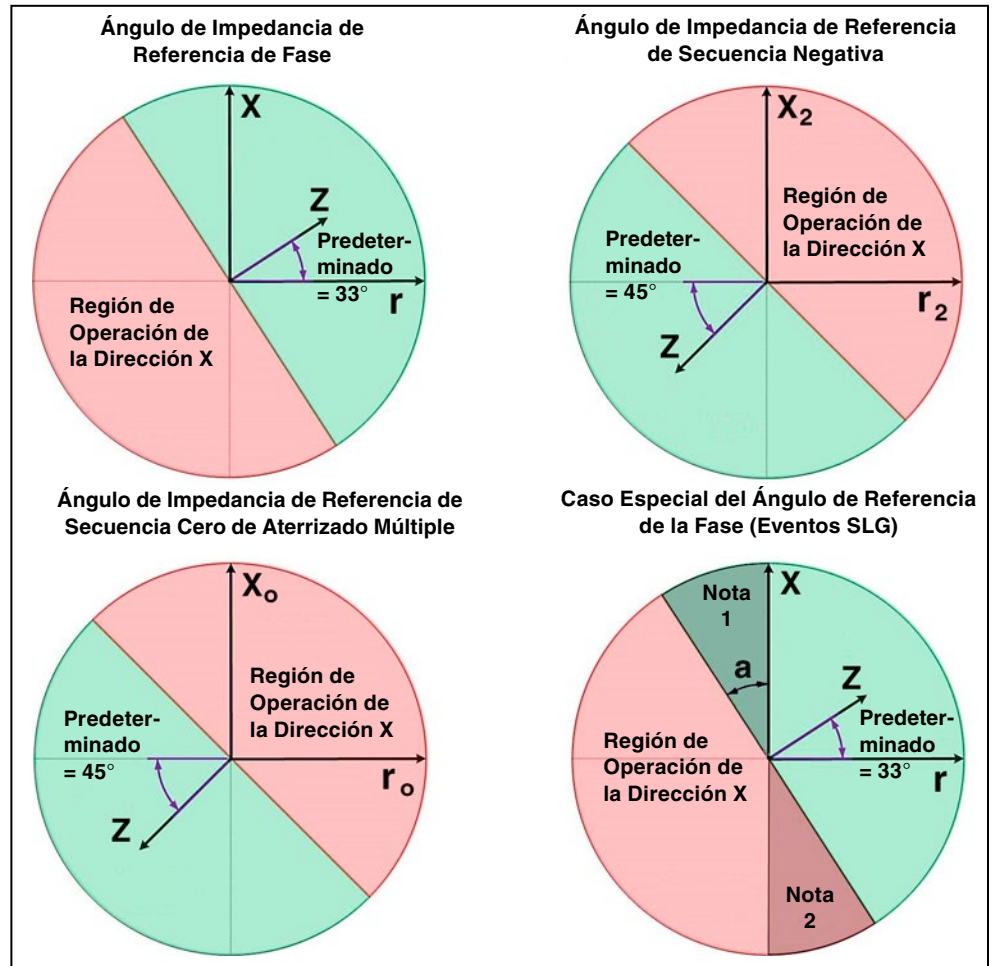 Ángulo de Impedancia de
Referencia de Fase
X
Z
Predeter-
minado
= 33°
r
Región de
Operación de
la Dirección X
Ángulo de Impedancia de Referencia
de Secuencia Negativa
X2
Región de
Operación de
la Dirección X
Predeter-
minado
= 45°
r2
Z
Ángulo de Impedancia de Referencia de
Secuencia Cero de Aterrizado Múltiple
Xo
Región de
Operación de
la Dirección X
Predeter-
minado
= 45°
ro
Z
Caso Especial del Ángulo de Referencia
de la Fase (Eventos SLG)
Nota
1
X
a
Z
Predeter-
minado
= 33°
r
Región de
Operación de
la Dirección X
Nota
2